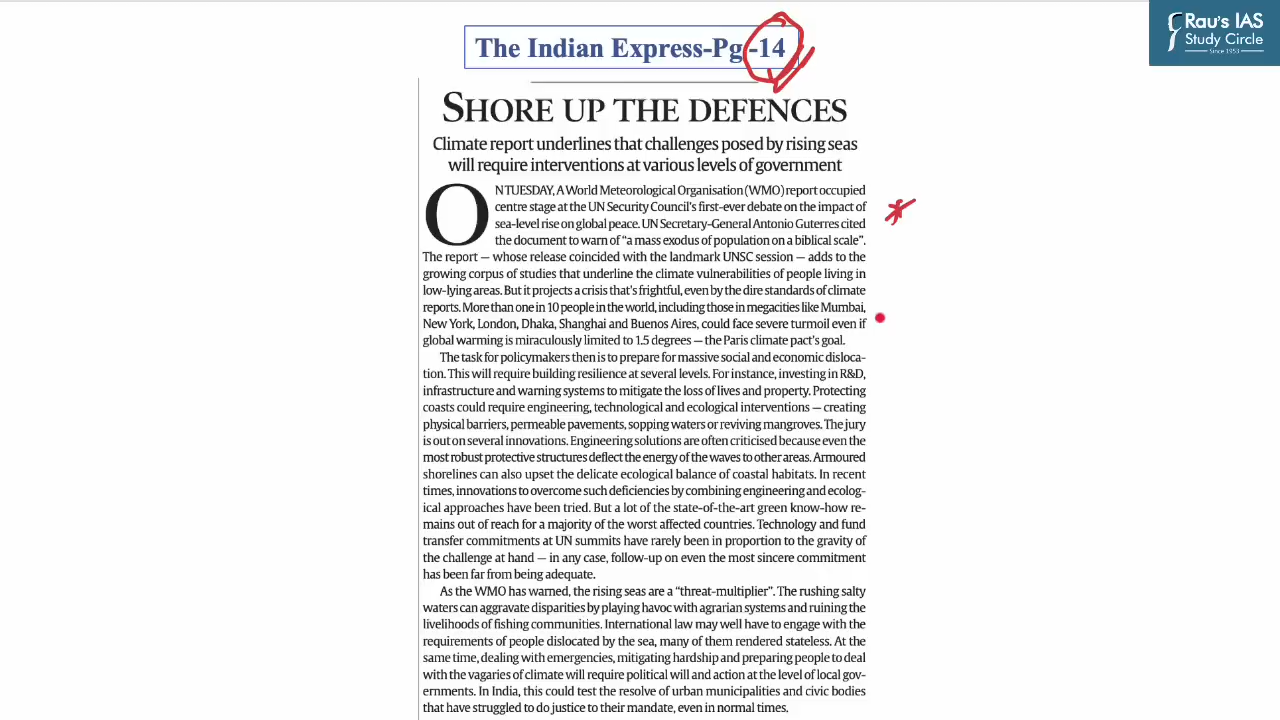 Rau's IAS
Study Circle
Since 1953
The Indian Express-Pg -14
SHORE UP THE DEFENCES
Climate report underlines that challenges posed by rising seas
will require interventions at various levels of government
ON TUESDAY, A World Meteorological Organisation (WMO) report occupied
centre stage at the UN Security Council's first-ever debate on the impact of
sea-level rise on global peace. UN Secretary-General Antonio Guterres cited
the document to warn of "a mass exodus of population on a biblical scale".
The report — whose release coincided with the landmark UNSC session — adds to the
growing corpus of studies that underline the climate vulnerabilities of people living in
low-lying areas. But it projects a crisis that's frightful, even by the dire standards of climate
reports. More than one in 10 people in the world, including those in megacities like Mumbai,
New York, London, Dhaka, Shanghai and Buenos Aires, could face severe turmoil even if
global warming is miraculously limited to 1.5 degrees — the Paris climate pact's goal.
The task for policymakers then is to prepare for massive social and economic disloca-
tion. This will require building resilience at several levels. For instance, investing in R&D,
infrastructure and warning systems to mitigate the loss of lives and property. Protecting
coasts could require engineering, technological and ecological interventions — creating
physical barriers, permeable pavements, sopping waters or reviving mangroves. The jury
is out on several innovations. Engineering solutions are often criticised because even the
most robust protective structures deflect the energy of the waves to other areas. Armoured
shorelines can also upset the delicate ecological balance of coastal habitats. In recent
times, innovations to overcome such deficiencies by combining engineering and ecolog-
ical approaches have been tried. But a lot of the state-of-the-art green know-how re-
mains out of reach for a majority of the worst affected countries. Technology and fund
transfer commitments at UN summits have rarely been in proportion to the gravity of
the challenge at hand — in any case, follow-up on even the most sincere commitment
has been far from being adequate.
As the WMO has warned, the rising seas are a "threat-multiplier". The rushing salty
waters can aggravate disparities by playing havoc with agrarian systems and ruining the
livelihoods of fishing communities. International law may well have to engage with the
requirements of people dislocated by the sea, many of them rendered stateless. At the
same time, dealing with emergencies, mitigating hardship and preparing people to deal
with the vagaries of climate will require political will and action at the level of local gov-
ernments. In India, this could test the resolve of urban municipalities and civic bodies
that have struggled to do justice to their mandate, even in normal times.